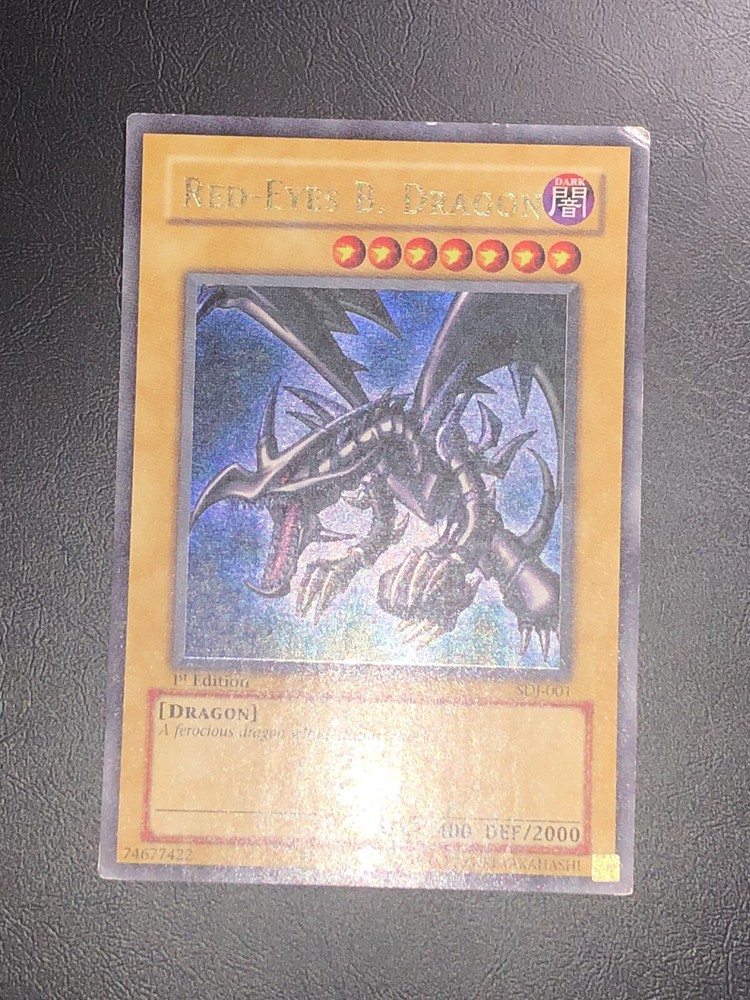 RED-EYES B. DRAGON
DARK
闇
1st Edition
SDJ-001
[DRAGON]
A ferocious dragon
DEF/2000
74677422
TAKAHASHI